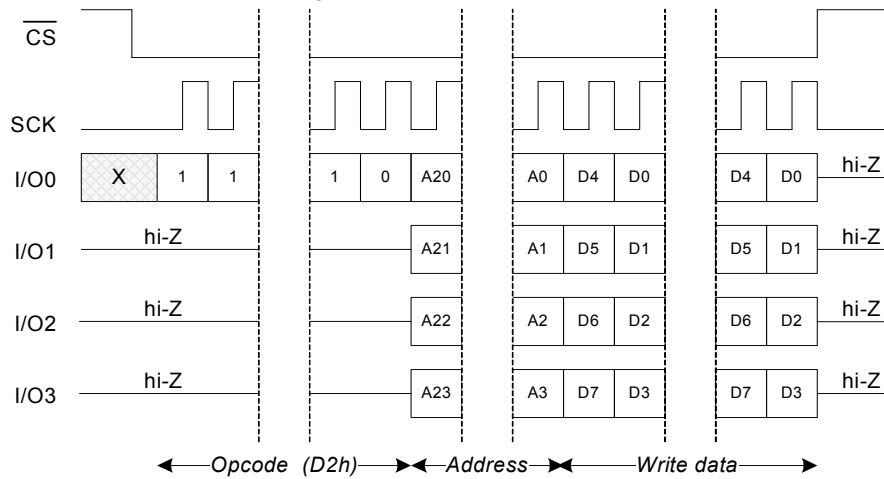 CS
SCK
I/O0 X 1 1 1 0 A20 A0 D4 D0 D4 D0 hi-Z
I/O1 hi-Z A21 A1 D5 D1 D5 D1 hi-Z
I/O2 hi-Z A22 A2 D6 D2 D6 D2 hi-Z
I/O3 hi-Z A23 A3 D7 D3 D7 D3 hi-Z
Opcode (D2h) Address Write data